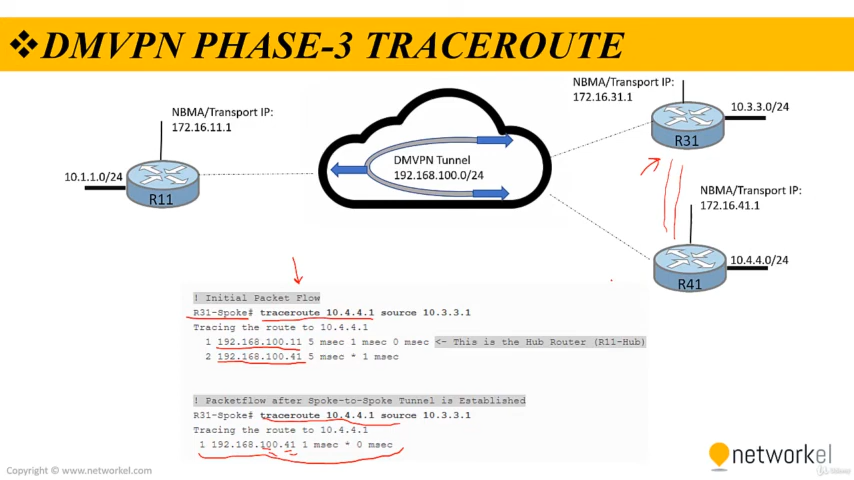 ❖DMVPN PHASE-3 TRACEROUTE
NBMA/Transport IP:
172.16.31.1
10.3.3.0/24
NBMA/Transport IP:
172.16.11.1
R31
DMVPN Tunnel
192.168.100.0/24
10.1.1.0/24
R11
NBMA/Transport IP:
172.16.41.1
10.4.4.0/24
R41
! Initial Packet Flow
R31-Spoke# traceroute 10.4.4.1 source 10.3.3.1
Tracing the route to 10.4.4.1
1 192.168.100.11 5 msec 1 msec 0 msec <- This is the Hub Router (R11-Hub)
2 192.168.100.41 5 msec * 1 msec
! Packetflow after Spoke-to-Spoke Tunnel is Established
R31-Spoke# traceroute 10.4.4.1 source 10.3.3.1
Tracing the route to 10.4.4.1
1 192.168.100.41 1 msec * 0 msec
networkel
Copyright © www.networkel.com
Udemy